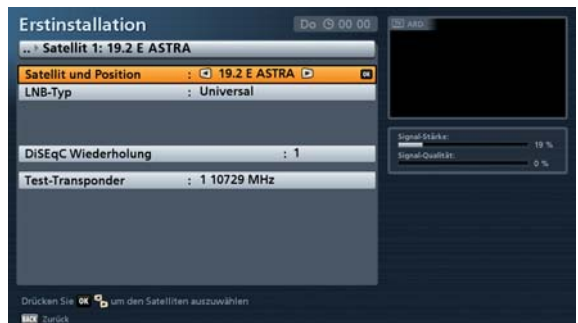 Erstinstallation
Do 00 00
ARD
.. Satellit 1: 19.2 E ASTRA
Satellit und Position : 19.2 E ASTRA OK
LNB-Typ : Universal
Signal-Stärke:
19 %
Signal-Qualität:
0 %
DiSEqC Wiederholung : 1
Test-Transponder : 1 10729 MHz
Drücken Sie OK um den Satelliten auszuwählen
BACK Zurück